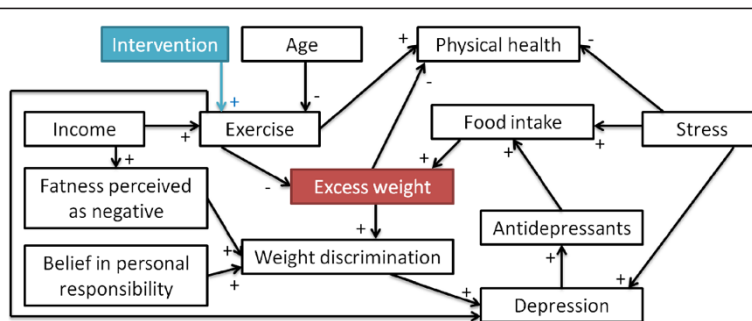 Intervention
Age
Physical health
+
-
+
-
-
Income
+
Exercise
Food intake
+
Stress
+
-
+
+
Excess weight
Fatness perceived
as negative
+
+
Antidepressants
Weight discrimination
+
+
Belief in personal
responsibility
+
+
Depression